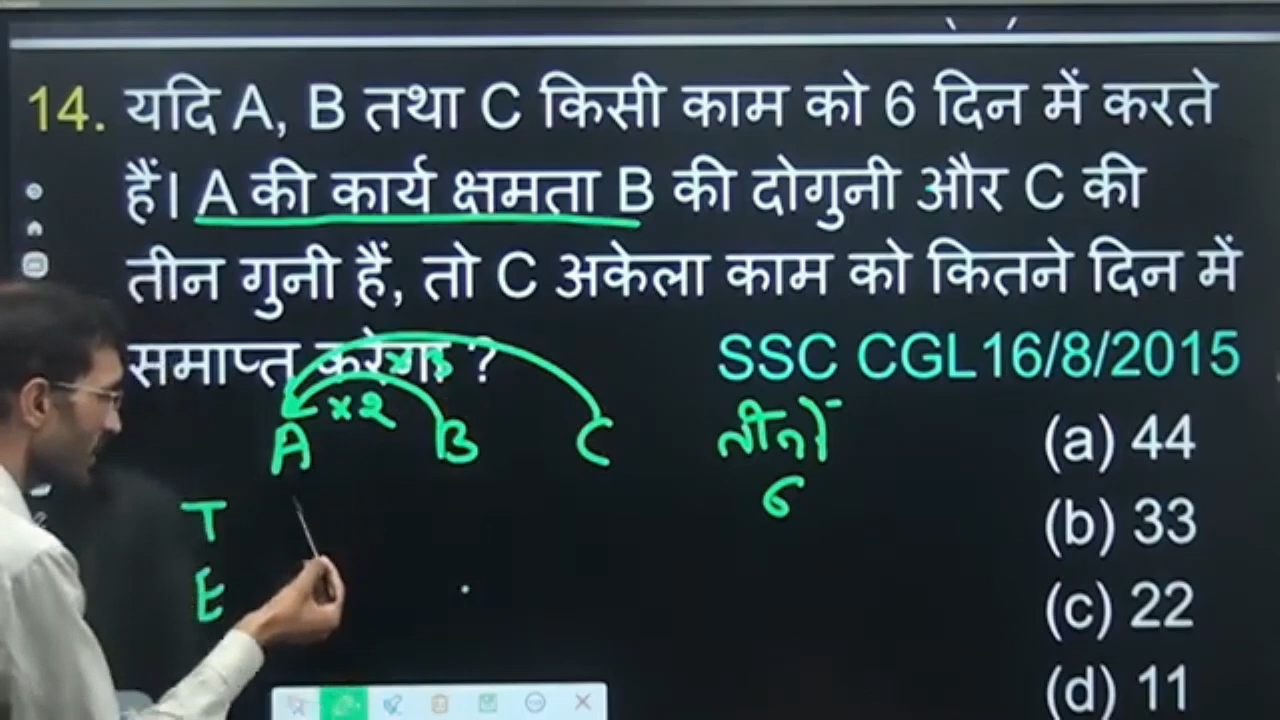 14. यदि A, B तथा C किसी काम को 6 दिन में करते
हैं। A की कार्य क्षमता B की दोगुनी और C की
तीन गुनी हैं, तो C अकेला काम को कितने दिन में
समाप्त करेगा ?
SSC CGL16/8/2015
×3
×2
A B C तीनों
6
T
E
(a) 44
(b) 33
(c) 22
(d) 11